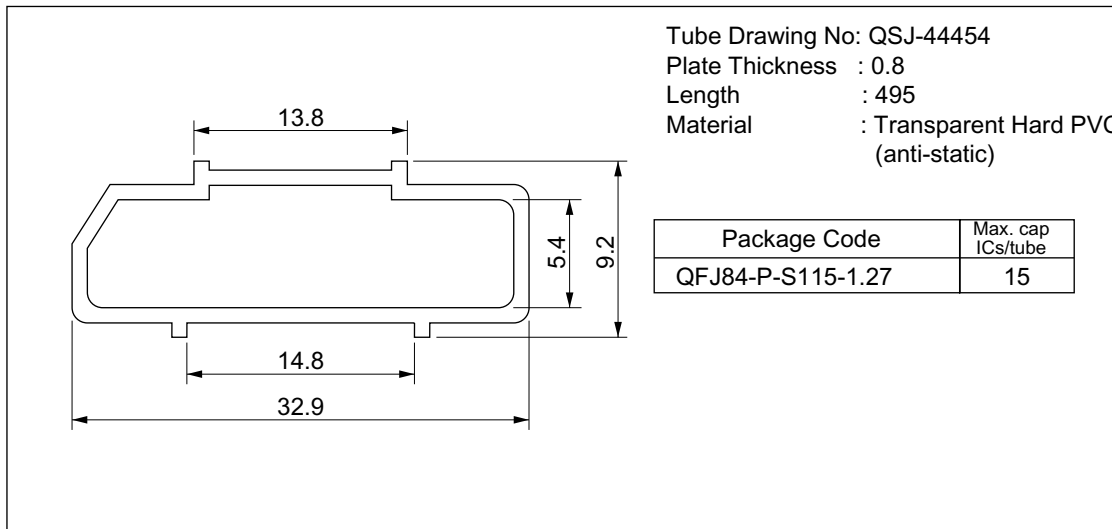 Tube Drawing No: QSJ-44454
Plate Thickness : 0.8
Length : 495
Material : Transparent Hard PVC
(anti-static)
13.8
5.4
9.2
14.8
32.9
Package Code Max. cap ICs/tube
QFJ84-P-S115-1.27 15